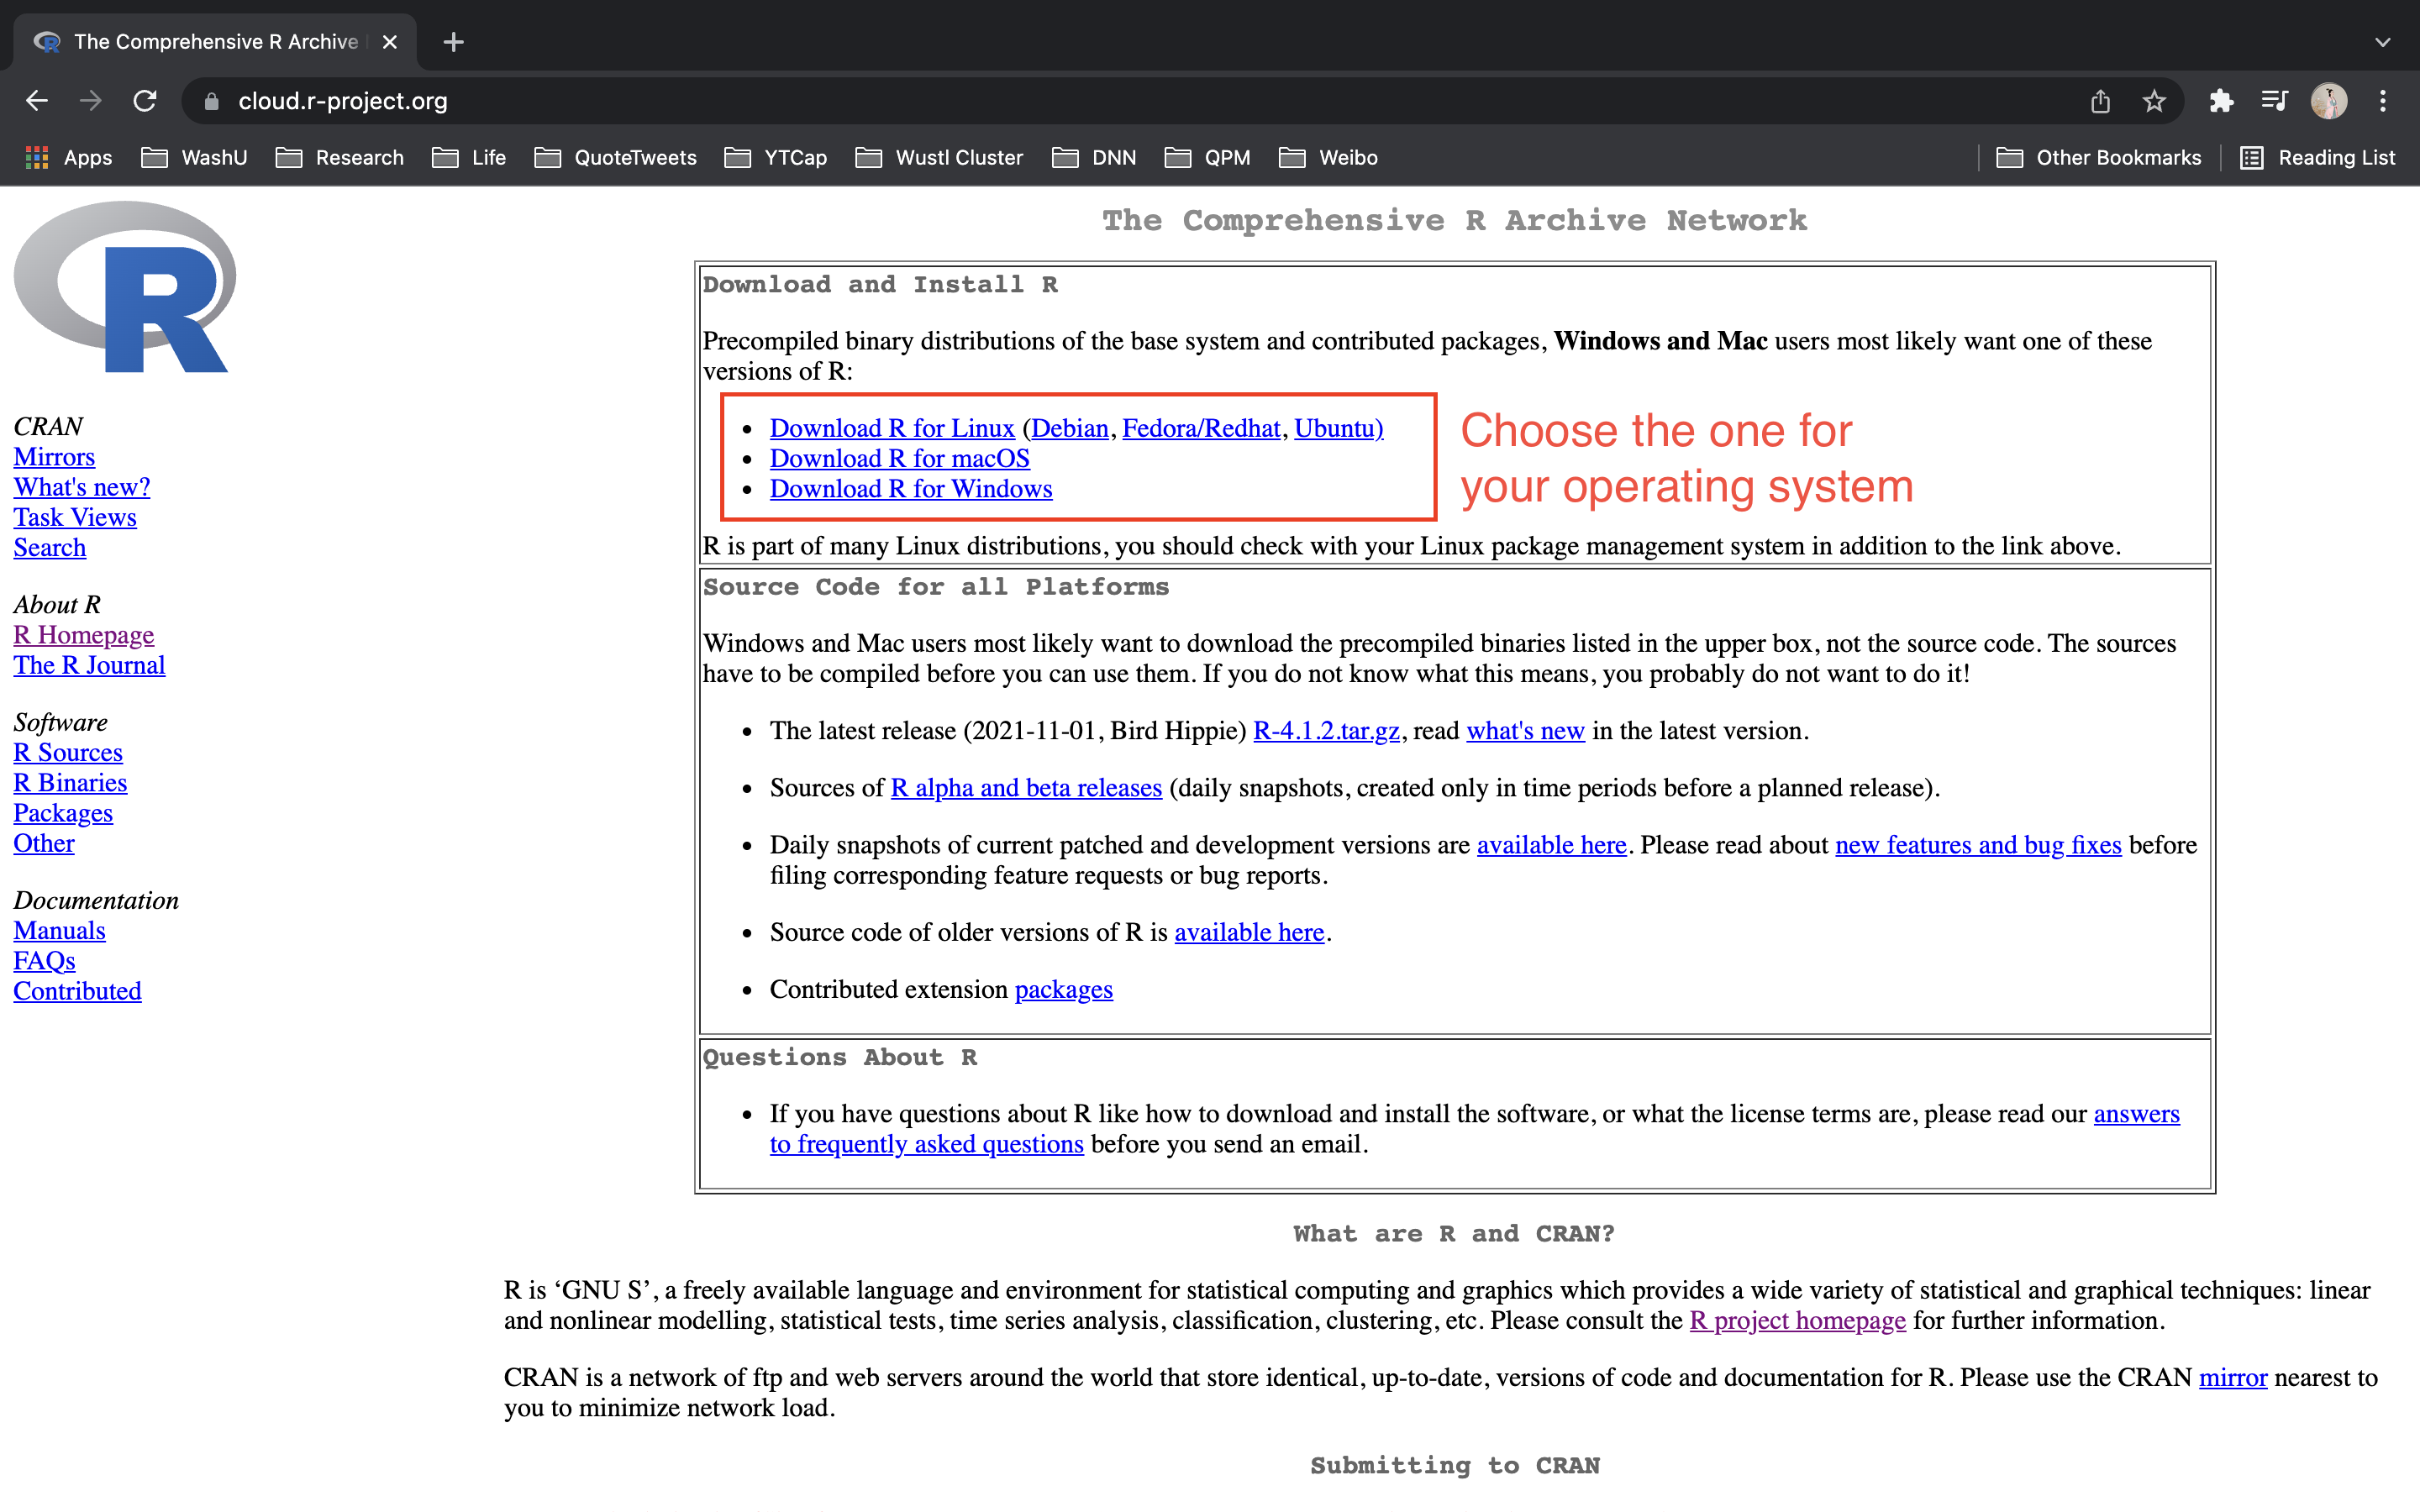 The Comprehensive R Archive
cloud.r-project.org
Apps WashU Research Life QuoteTweets YTCap Wustl Cluster DNN QPM Weibo Other Bookmarks Reading List
R
CRAN
Mirrors
What's new?
Task Views
Search
About R
R Homepage
The R Journal
Software
R Sources
R Binaries
Packages
Other
Documentation
Manuals
FAQs
Contributed
The Comprehensive R Archive Network
Download and Install R
Precompiled binary distributions of the base system and contributed packages, Windows and Mac users most likely want one of these
versions of R:
• Download R for Linux (Debian, Fedora/Redhat, Ubuntu)
• Download R for macOS
• Download R for Windows
Choose the one for
your operating system
R is part of many Linux distributions, you should check with your Linux package management system in addition to the link above.
Source Code for all Platforms
Windows and Mac users most likely want to download the precompiled binaries listed in the upper box, not the source code. The sources
have to be compiled before you can use them. If you do not know what this means, you probably do not want to do it!
• The latest release (2021-11-01, Bird Hippie) R-4.1.2.tar.gz, read what's new in the latest version.
• Sources of R alpha and beta releases (daily snapshots, created only in time periods before a planned release).
• Daily snapshots of current patched and development versions are available here. Please read about new features and bug fixes before
filing corresponding feature requests or bug reports.
• Source code of older versions of R is available here.
• Contributed extension packages
Questions About R
• If you have questions about R like how to download and install the software, or what the license terms are, please read our answers
to frequently asked questions before you send an email.
What are R and CRAN?
R is ‘GNU S’, a freely available language and environment for statistical computing and graphics which provides a wide variety of statistical and graphical techniques: linear
and nonlinear modelling, statistical tests, time series analysis, classification, clustering, etc. Please consult the R project homepage for further information.
CRAN is a network of ftp and web servers around the world that store identical, up-to-date, versions of code and documentation for R. Please use the CRAN mirror nearest to
you to minimize network load.
Submitting to CRAN